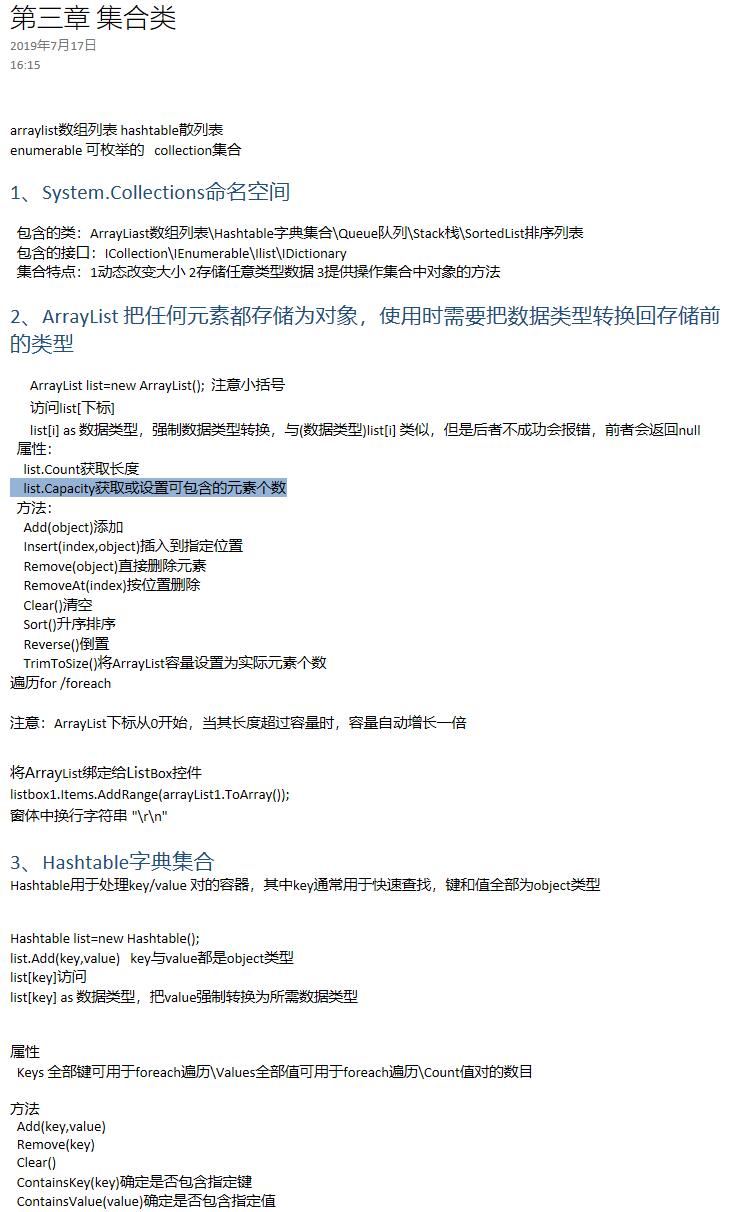 第三章 集合类
2019年7月17日
16:15
arraylist数组列表 hashtable散列表
enumerable 可枚举的 collection集合
1、System.Collections命名空间
包含的类：ArrayLiast数组列表\Hashtable字典集合\Queue队列\Stack栈\SortedList排序列表
包含的接口：ICollection\IEnumerable\Ilist\IDictionary
集合特点：1动态改变大小 2存储任意类型数据 3提供操作集合中对象的方法
2、ArrayList 把任何元素都存储为对象，使用时需要把数据类型转换回存储前
的类型
ArrayList list=new ArrayList(); 注意小括号
访问list[下标]
list[i] as 数据类型，强制数据类型转换，与(数据类型)list[i] 类似，但是后者不成功会报错，前者会返回null
属性：
list.Count获取长度
list.Capacity获取或设置可包含的元素个数
方法：
Add(object)添加
Insert(index,object)插入到指定位置
Remove(object)直接删除元素
RemoveAt(index)按位置删除
Clear()清空
Sort()升序排序
Reverse()倒置
TrimToSize()将ArrayList容量设置为实际元素个数
遍历for /foreach
注意：ArrayList下标从0开始，当其长度超过容量时，容量自动增长一倍
将ArrayList绑定给ListBox控件
listbox1.Items.AddRange(arrayList1.ToArray());
窗体中换行字符串 "\r\n"
3、Hashtable字典集合
Hashtable用于处理key/value 对的容器，其中key通常用于快速查找，键和值全部为object类型
Hashtable list=new Hashtable();
list.Add(key,value) key与value都是object类型
list[key]访问
list[key] as 数据类型，把value强制转换为所需数据类型
属性
Keys 全部键可用于foreach遍历\Values全部值可用于foreach遍历\Count值对的数目
方法
Add(key,value)
Remove(key)
Clear()
ContainsKey(key)确定是否包含指定键
ContainsValue(value)确定是否包含指定值